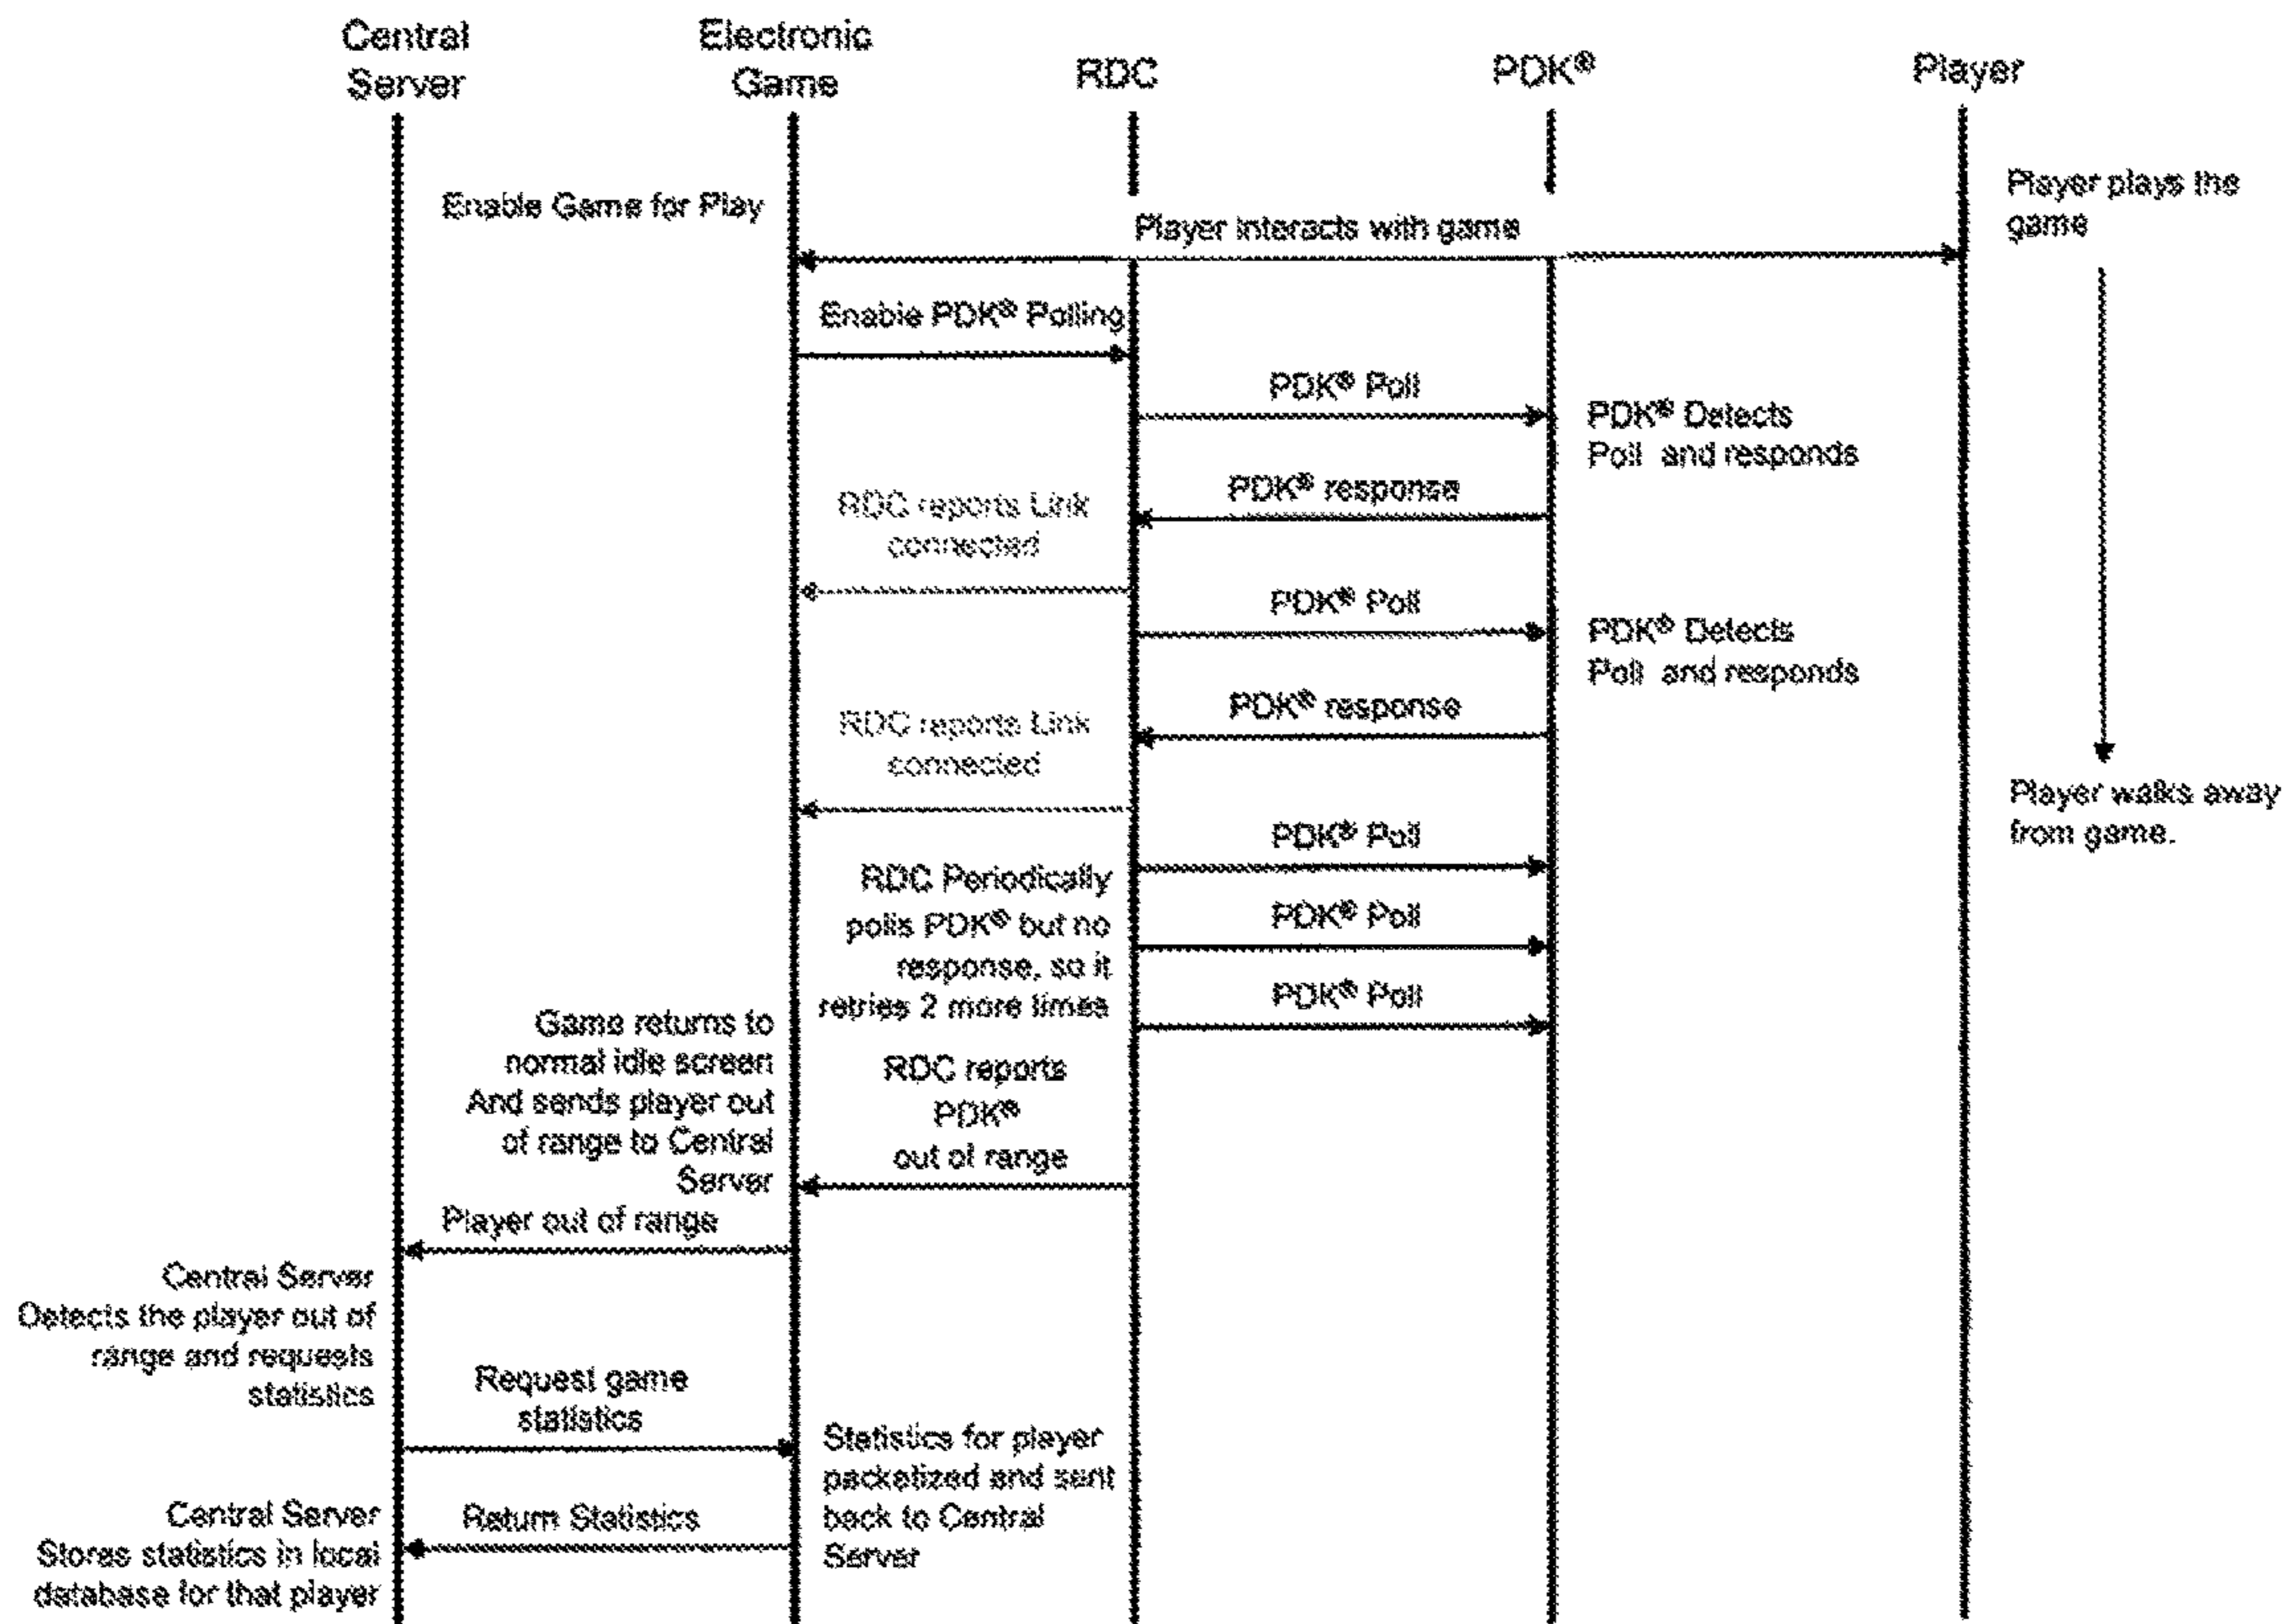 Central
Server
Electronic
Game
RDC
PDK®
Player
Enable Game for Play
Player plays the
game
Player interacts with game
Enable PDK® Polling
PDK® Poll
PDK® Detects
Poll and responds
PDK® response
RDC reports Link
connected
PDK® Poll
PDK® Detects
Poll and responds
PDK® response
RDC reports Link
connected
Player walks away
from game.
PDK® Poll
RDC Periodically
polls PDK® but no
response, so it
retries 2 more times
PDK® Poll
PDK® Poll
Game returns to
normal idle screen
And sends player out
of range to Central
Server
RDC reports
PDK®
out of range
Player out of range
Central Server
Detects the player out of
range and requests
statistics
Request game
statistics
Statistics for player
packetized and sent
back to Central
Server
Return Statistics
Central Server
Stores statistics in local
database for that player